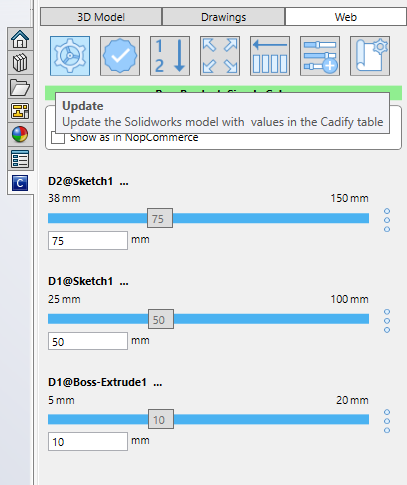 3D Model Drawings Web
1
2
Update
Update the Solidworks model with values in the Cadify table
Show as in NopCommerce
C
D2@Sketch1 ...
38 mm 150 mm
75
75 mm
D1@Sketch1 ...
25 mm 100 mm
50
50 mm
D1@Boss-Extrude1 ...
5 mm 20 mm
10
10 mm